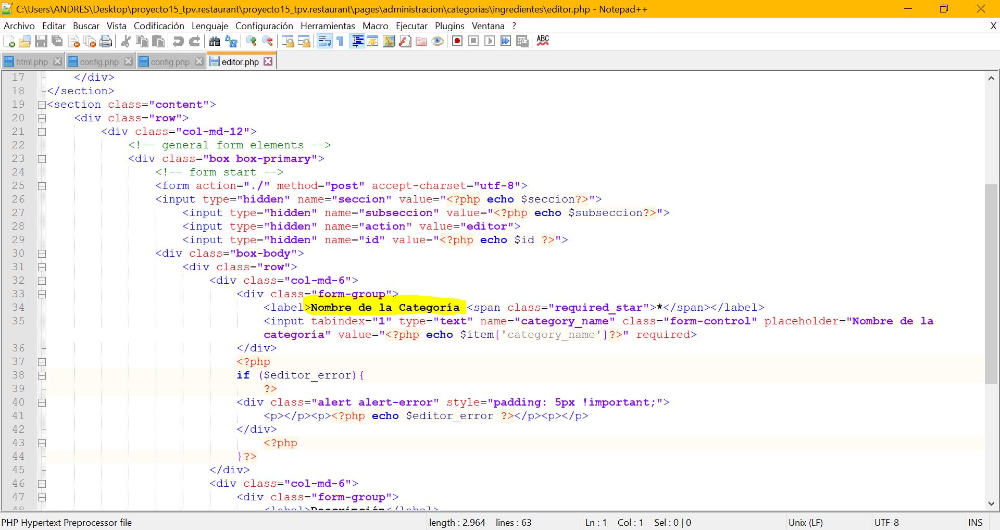 C:\Users\ANDRES\Desktop\proyecto15_tpv.restaurant\proyecto15_tpv.restaurant\pages\administracion\categorias\ingredientes\editor.php - Notepad++
Archivo Editar Buscar Vista Codificación Lenguaje Configuración Herramientas Macro Ejecutar Plugins Ventana ? X
ABC
html.php config.php config.php editor.php
17 </div>
18 </section>
19 <section class="content">
20 <div class="row">
21 <div class="col-md-12">
22 <!-- general form elements -->
23 <div class="box box-primary">
24 <!-- form start -->
25 <form action="./" method="post" accept-charset="utf-8">
26 <input type="hidden" name="seccion" value="<?php echo $seccion?>">
27 <input type="hidden" name="subseccion" value="<?php echo $subseccion?>">
28 <input type="hidden" name="action" value="editor">
29 <input type="hidden" name="id" value="<?php echo $id ?>">
30 <div class="box-body">
31 <div class="row">
32 <div class="col-md-6">
33 <div class="form-group">
34 <label>Nombre de la Categoría <span class="required_star">*</span></label>
35 <input tabindex="1" type="text" name="category_name" class="form-control" placeholder="Nombre de la
categoría" value="<?php echo $item['category_name']?>" required>
36 </div>
37 <?php
38 if ($editor_error){
39 ?>
40 <div class="alert alert-error" style="padding: 5px !important;">
41 <p></p><p><?php echo $editor_error ?></p><p></p>
42 </div>
43 <?php
44 }?>
45 </div>
46 <div class="col-md-6">
47 <div class="form-group">
48 <label>Descripción</label>
PHP Hypertext Preprocessor file length : 2.964 lines : 63 Ln : 1 Col : 1 Sel : 0 | 0 Unix (LF) UTF-8 INS